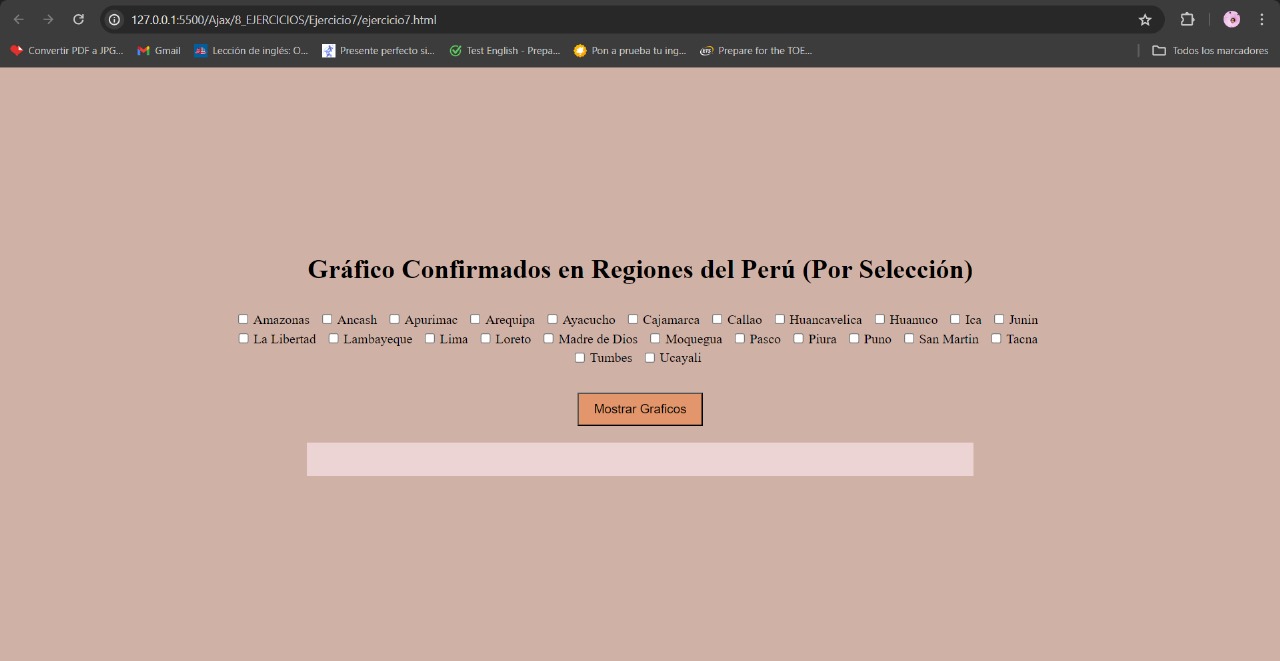 127.0.0.1:5500/Ajax/8_EJERCICIOS/Ejercicio7/ejercicio7.html
Convertir PDF a JPG... Gmail Lección de inglés: O... Presente perfecto si... Test English - Prepa... Pon a prueba tu ing... Prepare for the TOE... Todos los marcadores
Gráfico Confirmados en Regiones del Perú (Por Selección)
Amazonas Ancash Apurimac Arequipa Ayacucho Cajamarca Callao Huancavelica Huanuco Ica Junin
La Libertad Lambayeque Lima Loreto Madre de Dios Moquegua Pasco Piura Puno San Martin Tacna
Tumbes Ucayali
Mostrar Graficos